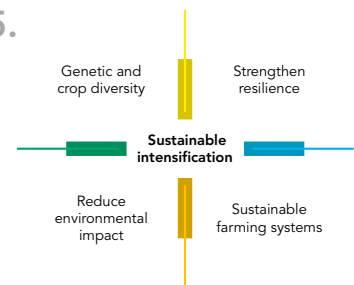 5.
Genetic and
crop diversity
Strengthen
resilience
Sustainable
intensification
Reduce
environmental
impact
Sustainable
farming systems